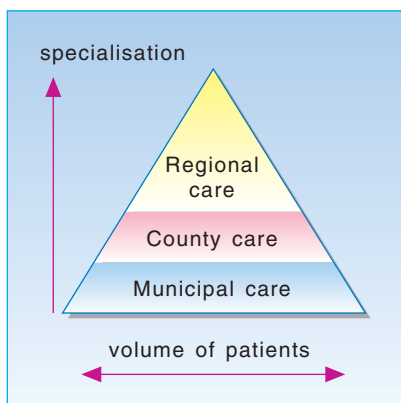 specialisation
Regional
care
County care
Municipal care
volume of patients